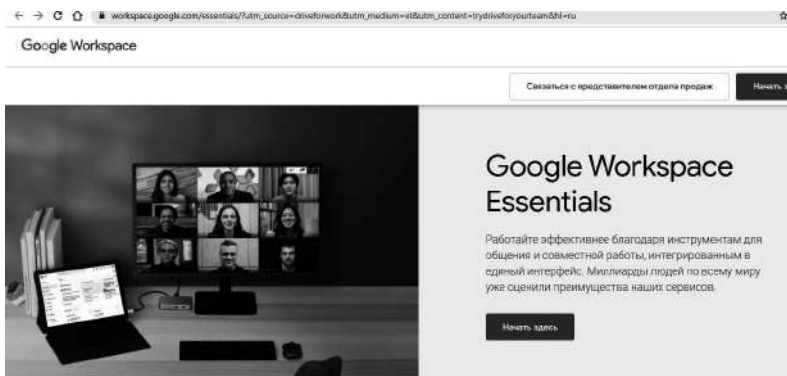 workspace.google.com/essentials/?utm_source=driveforwork&utm_medium=et&utm_content=trydriveforyourteam&hl=ru
Google Workspace
Связаться с представителем отдела продаж
Начать
Google Workspace
Essentials
Работайте эффективнее благодаря инструментам для
общения и совместной работы, интегрированным в
единый интерфейс. Миллиарды людей по всему миру
уже оценили преимущества наших сервисов.
Начать здесь